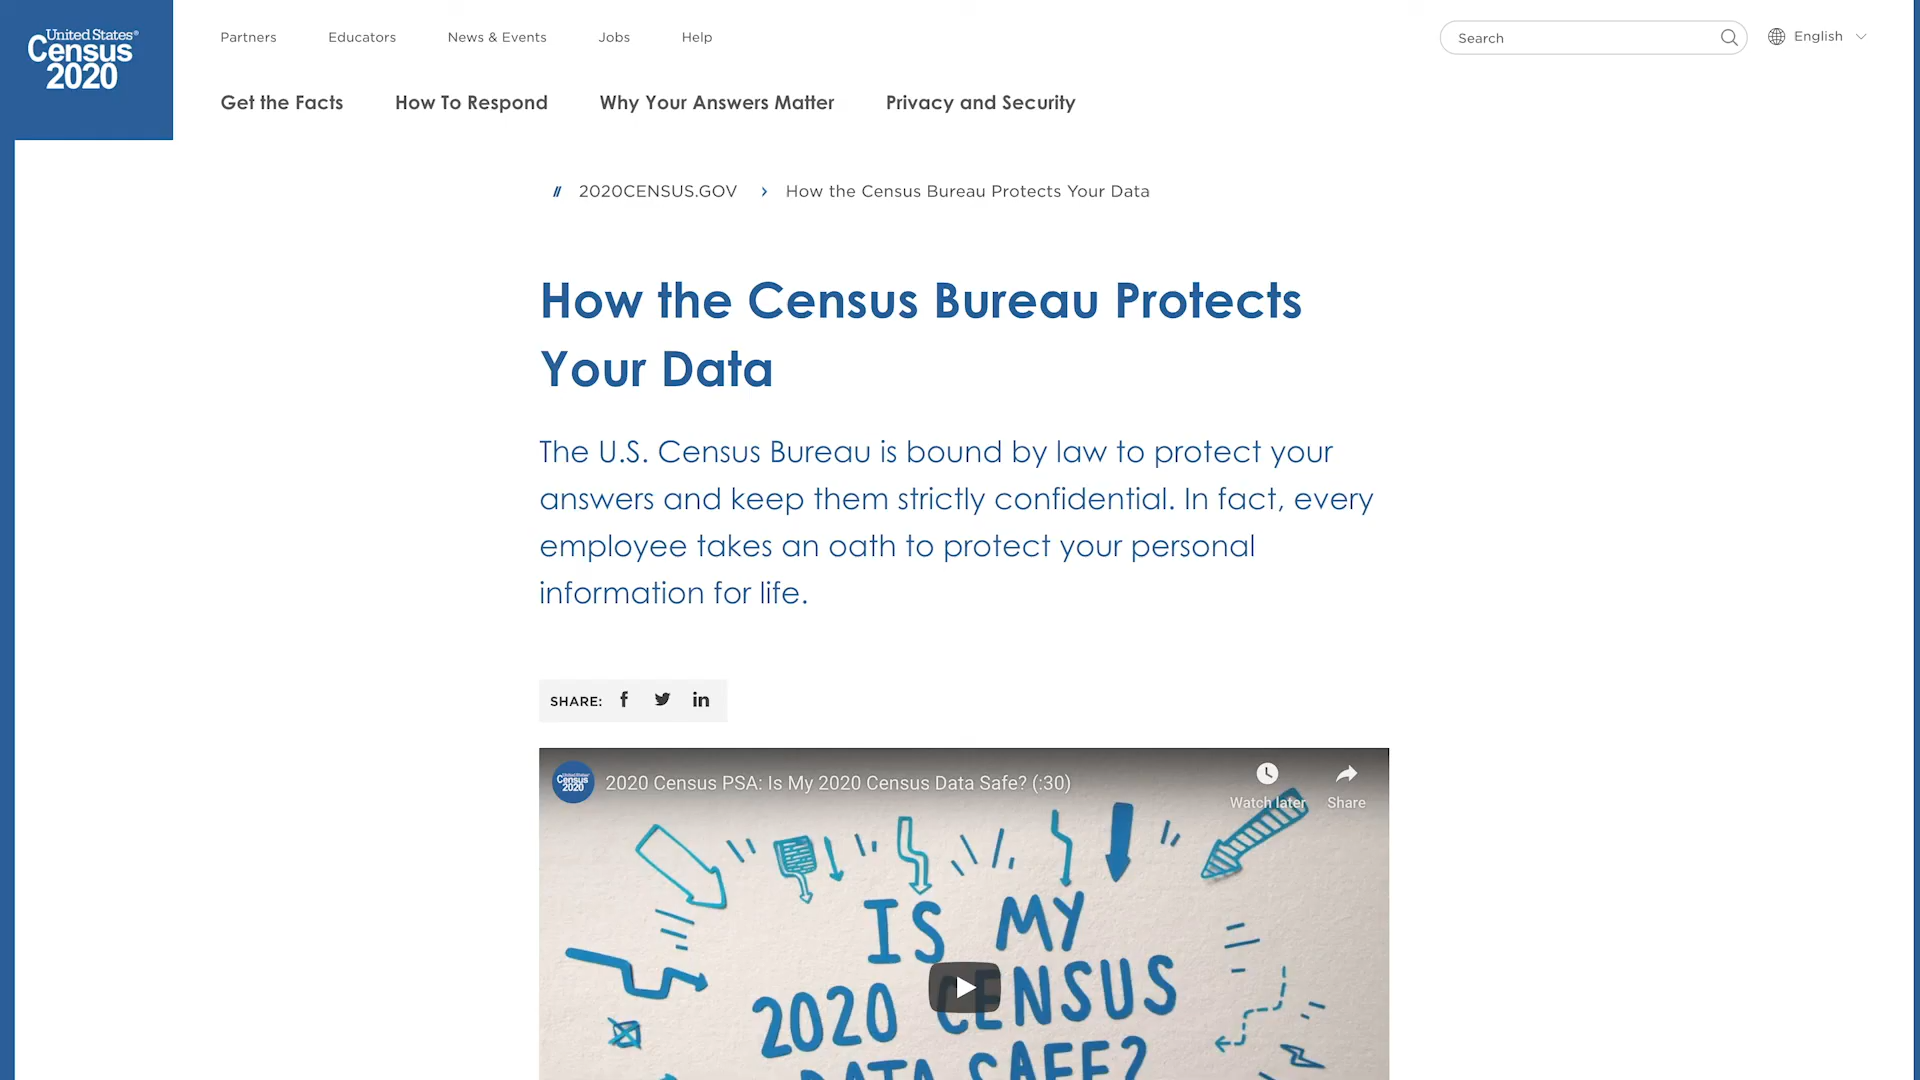 United States®
Census
2020
Partners Educators News & Events Jobs Help
Search
English
Get the Facts How To Respond Why Your Answers Matter Privacy and Security
// 2020CENSUS.GOV > How the Census Bureau Protects Your Data
How the Census Bureau Protects
Your Data
The U.S. Census Bureau is bound by law to protect your
answers and keep them strictly confidential. In fact, every
employee takes an oath to protect your personal
information for life.
SHARE:
Census
2020
2020 Census PSA: Is My 2020 Census Data Safe? (:30)
Watch later Share
IS MY
2020 CENSUS
DATA SAFE?